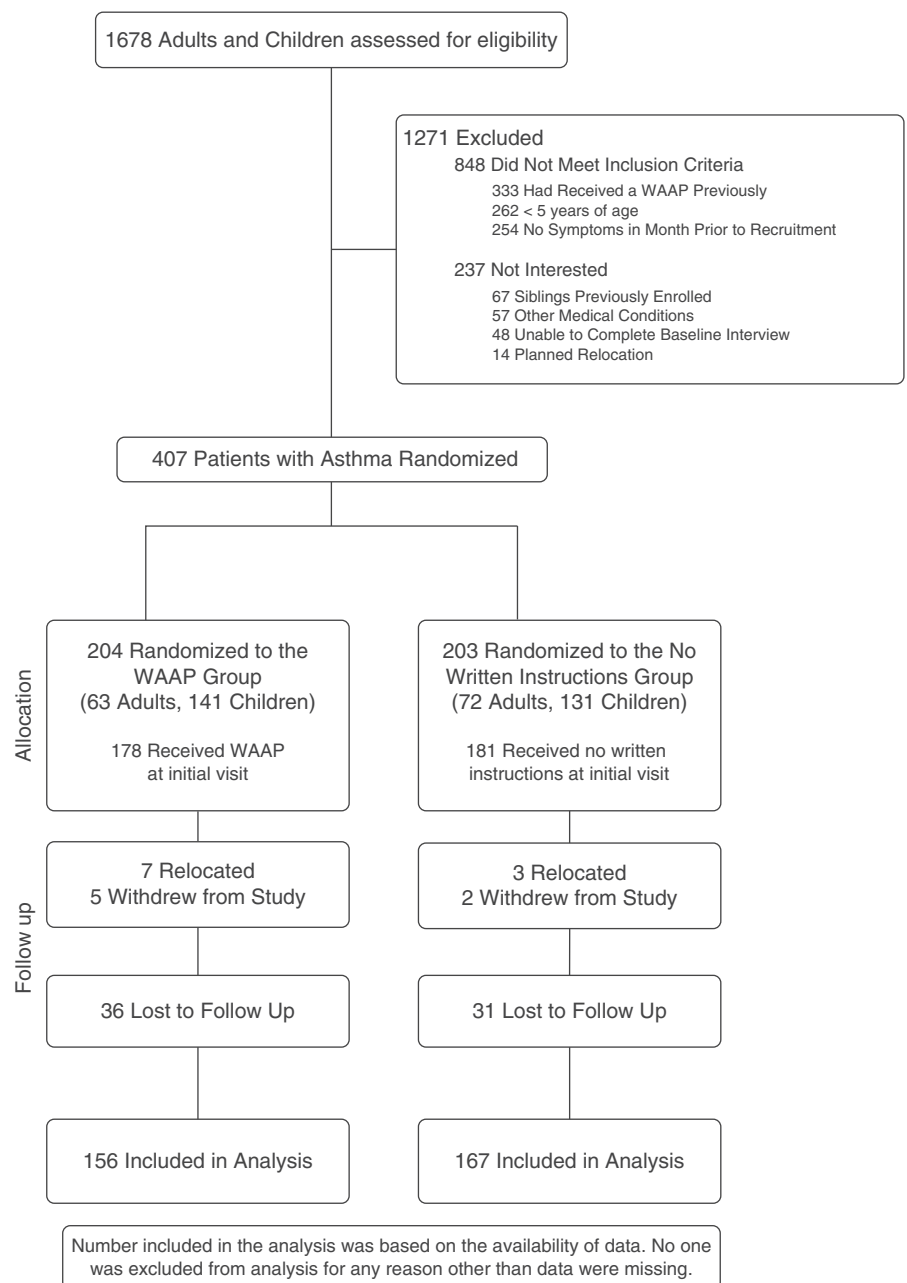 1678 Adults and Children assessed for eligibility
1271 Excluded
848 Did Not Meet Inclusion Criteria
333 Had Received a WAAP Previously
262 < 5 years of age
254 No Symptoms in Month Prior to Recruitment
237 Not Interested
67 Siblings Previously Enrolled
57 Other Medical Conditions
48 Unable to Complete Baseline Interview
14 Planned Relocation
407 Patients with Asthma Randomized
Allocation
204 Randomized to the
WAAP Group
(63 Adults, 141 Children)
178 Received WAAP
at initial visit
203 Randomized to the No
Written Instructions Group
(72 Adults, 131 Children)
181 Received no written
instructions at initial visit
Follow up
7 Relocated
5 Withdrew from Study
3 Relocated
2 Withdrew from Study
36 Lost to Follow Up
31 Lost to Follow Up
156 Included in Analysis
167 Included in Analysis
Number included in the analysis was based on the availability of data. No one
was excluded from analysis for any reason other than data were missing.